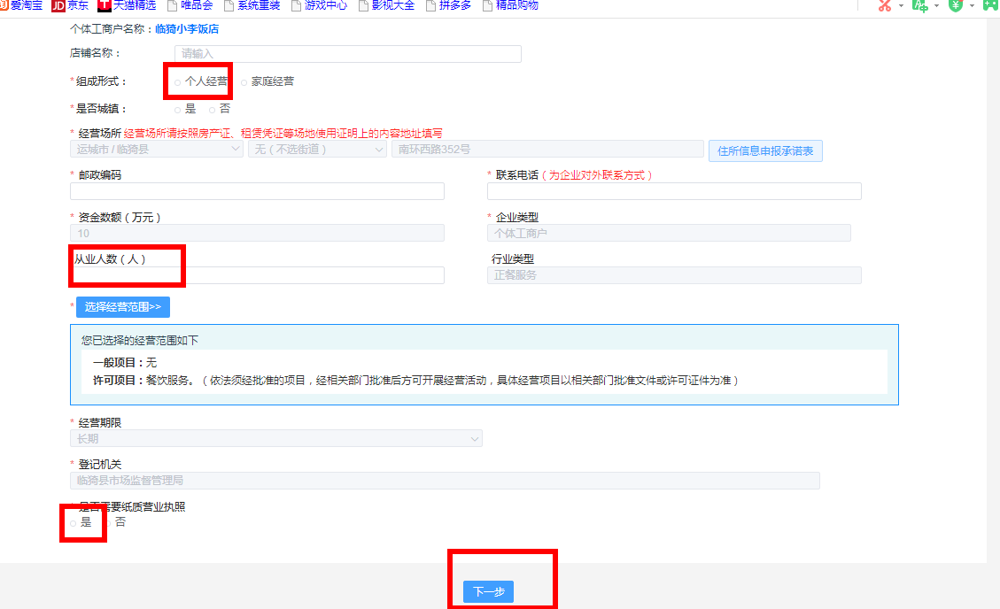 爱淘宝 JD 京东 T 天猫精选 唯品会 系统重装 游戏中心 影视大全 拼多多 精品购物
个体工商户名称：临猗小李饭店
店铺名称： 请输入
*组成形式： 个人经营 家庭经营
*是否城镇： 是 否
* 经营场所 经营场所请按照房产证、租赁凭证等场地使用证明上的内容地址填写
运城市 / 临猗县 无（不选街道） 南环西路352号 住所信息申报承诺表
* 邮政编码 * 联系电话（为企业对外联系方式）
* 资金数额（万元） * 企业类型
10 个体工商户
从业人数（人） 行业类型
正餐服务
* 选择经营范围>>
您已选择的经营范围如下
一般项目：无
许可项目：餐饮服务。（依法须经批准的项目，经相关部门批准后方可开展经营活动，具体经营项目以相关部门批准文件或许可证件为准）
* 经营期限
长期
* 登记机关
临猗县市场监督管理局
是否需要纸质营业执照
是 否
下一步